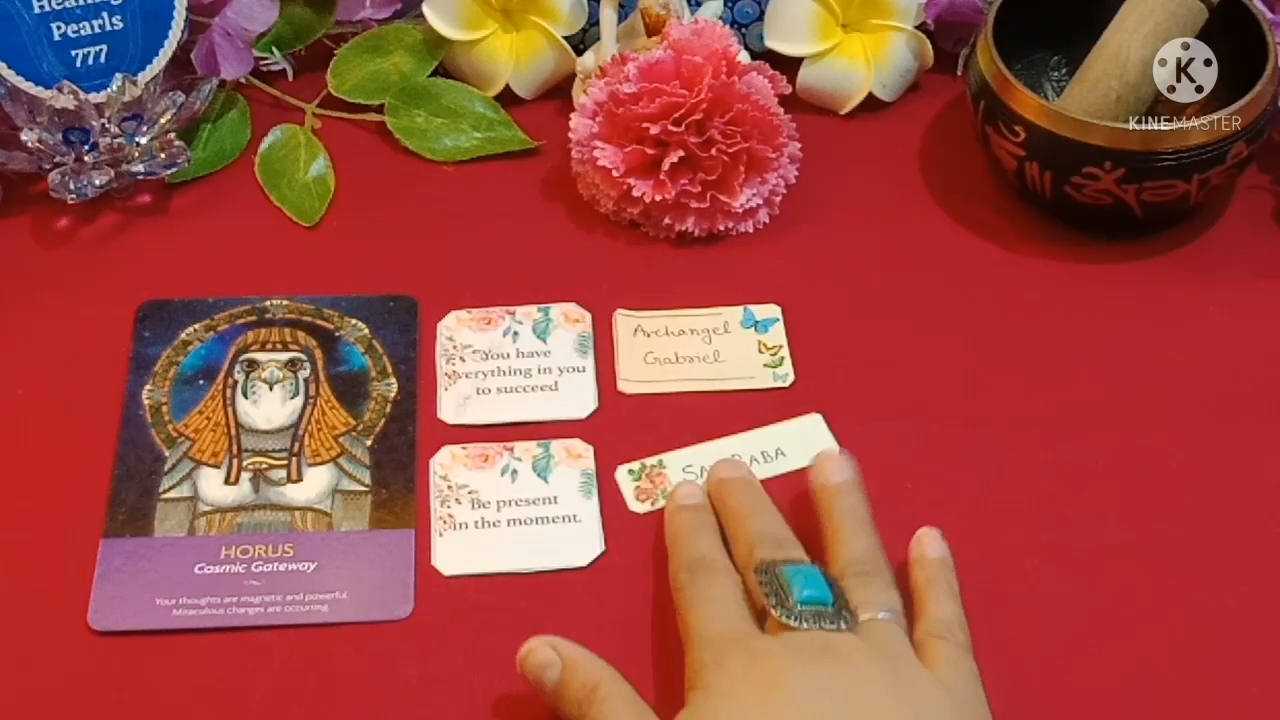 Pearls
777
KINEMASTER
You have
everything in you
to succeed
Archangel
Gabriel
Be present
in the moment.
HORUS
Cosmic Gateway
Your thoughts are magnetic and powerful.
Miraculous changes are occurring.